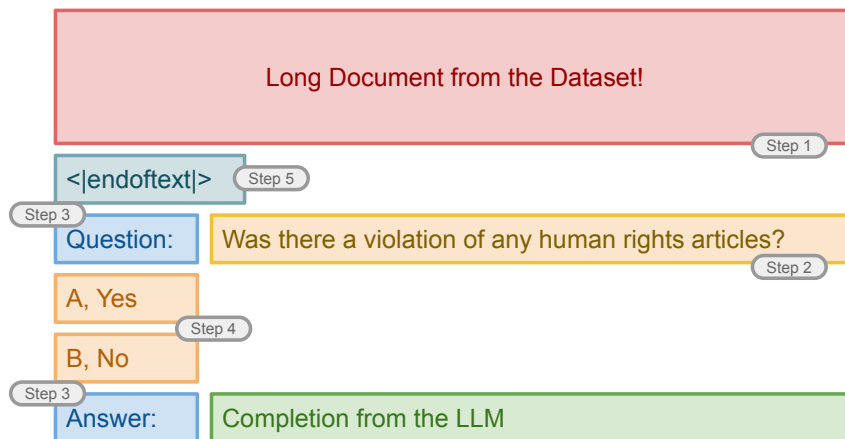 Long Document from the Dataset!
Step 1
<|endoftext|>
Step 5
Step 3
Question: Was there a violation of any human rights articles?
Step 2
A, Yes
Step 4
B, No
Step 3
Answer: Completion from the LLM